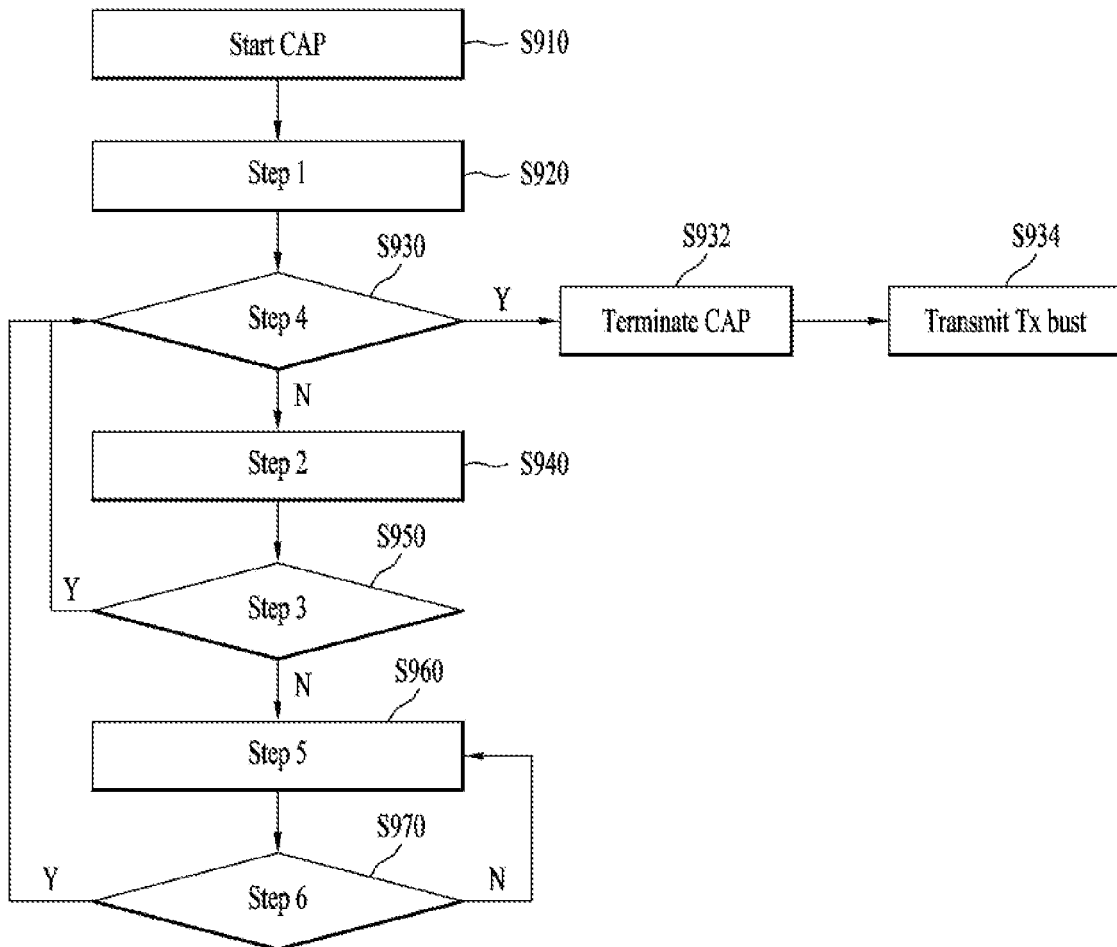 Start CAP
S910
Step 1
S920
S930
Step 4
Y
S932
Terminate CAP
S934
Transmit Tx bust
N
Step 2
S940
S950
Y
Step 3
N
S960
Step 5
S970
Y
Step 6
N